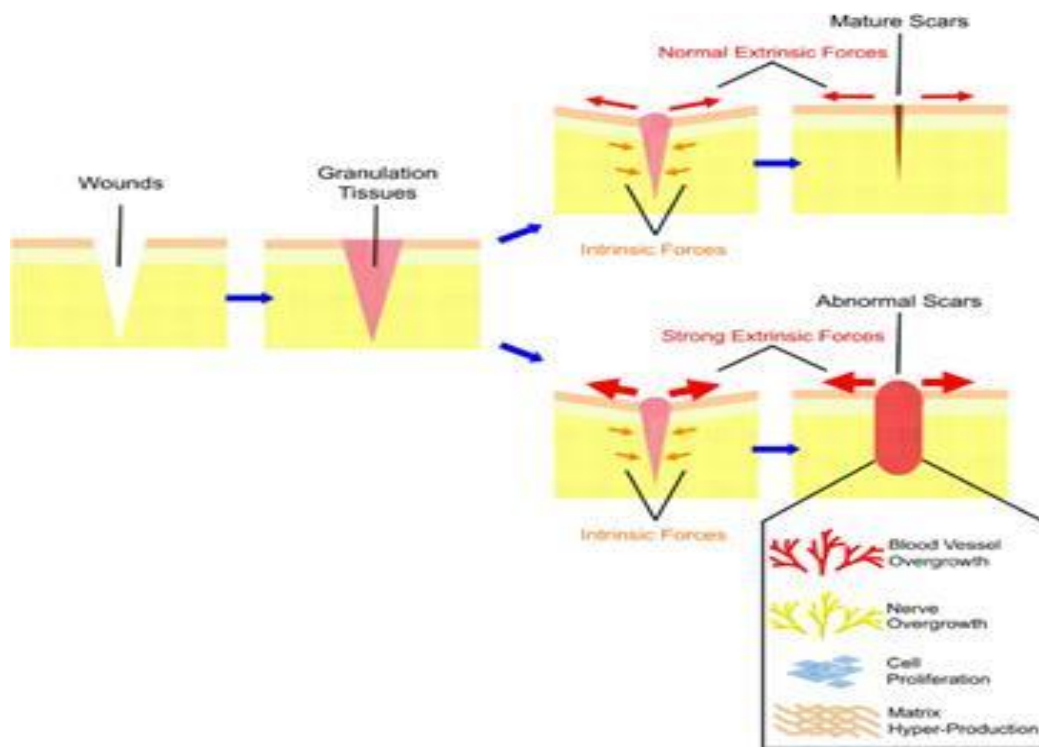 Mature Scars
Normal Extrinsic Forces
Wounds
Granulation
Tissues
Intrinsic Forces
Abnormal Scars
Strong Extrinsic Forces
Intrinsic Forces
Blood Vessel
Overgrowth
Nerve
Overgrowth
Cell
Proliferation
Matrix
Hyper-Production